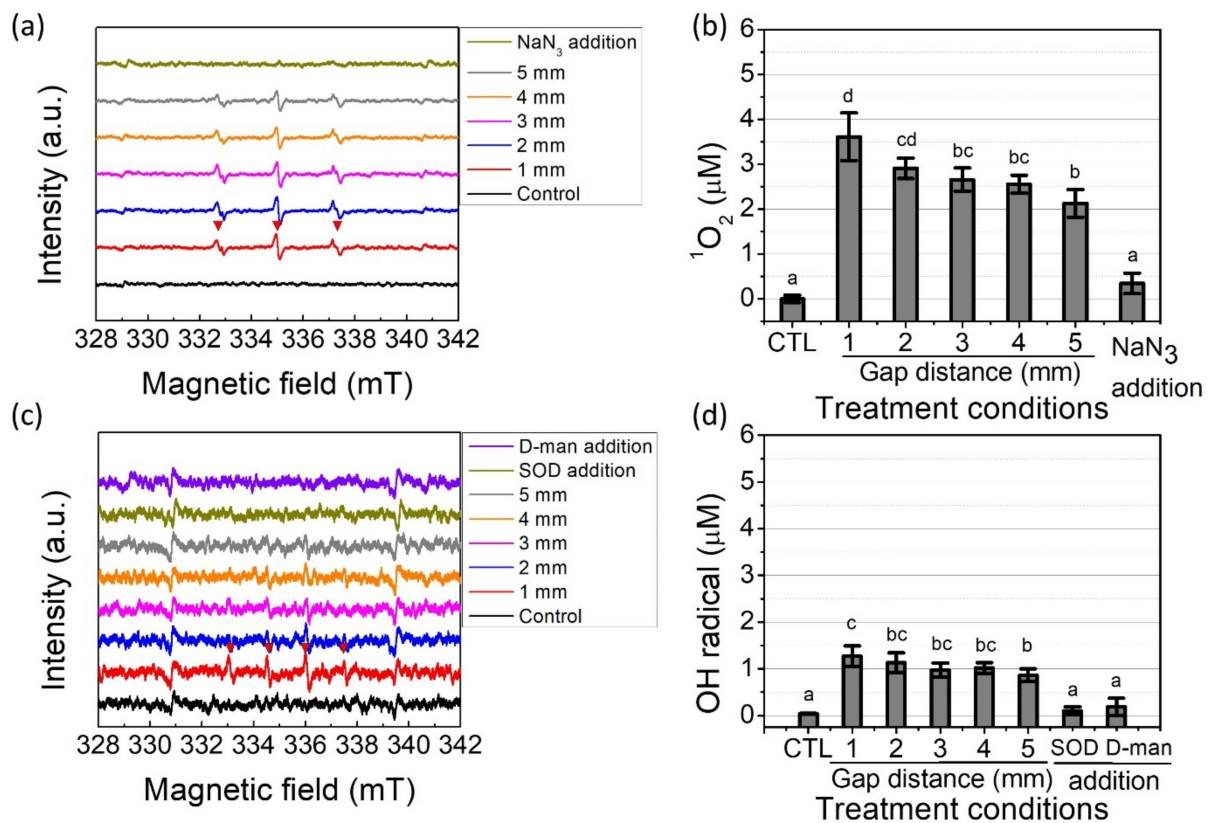 (a)
NaN3 addition
5 mm
4 mm
3 mm
2 mm
1 mm
Control
Intensity (a.u.)
328 330 332 334 336 338 340 342
Magnetic field (mT)
(b)
6
5
4
3
2
1
0
1O2 (μM)
a d cd bc bc b a
CTL 1 2 3 4 5 NaN3
Gap distance (mm) addition
Treatment conditions
(c)
D-man addition
SOD addition
5 mm
4 mm
3 mm
2 mm
1 mm
Control
Intensity (a.u.)
328 330 332 334 336 338 340 342
Magnetic field (mT)
(d)
6
5
4
3
2
1
0
OH radical (μM)
a c bc bc bc b a a
CTL 1 2 3 4 5 SOD D-man
Gap distance (mm) addition
Treatment conditions